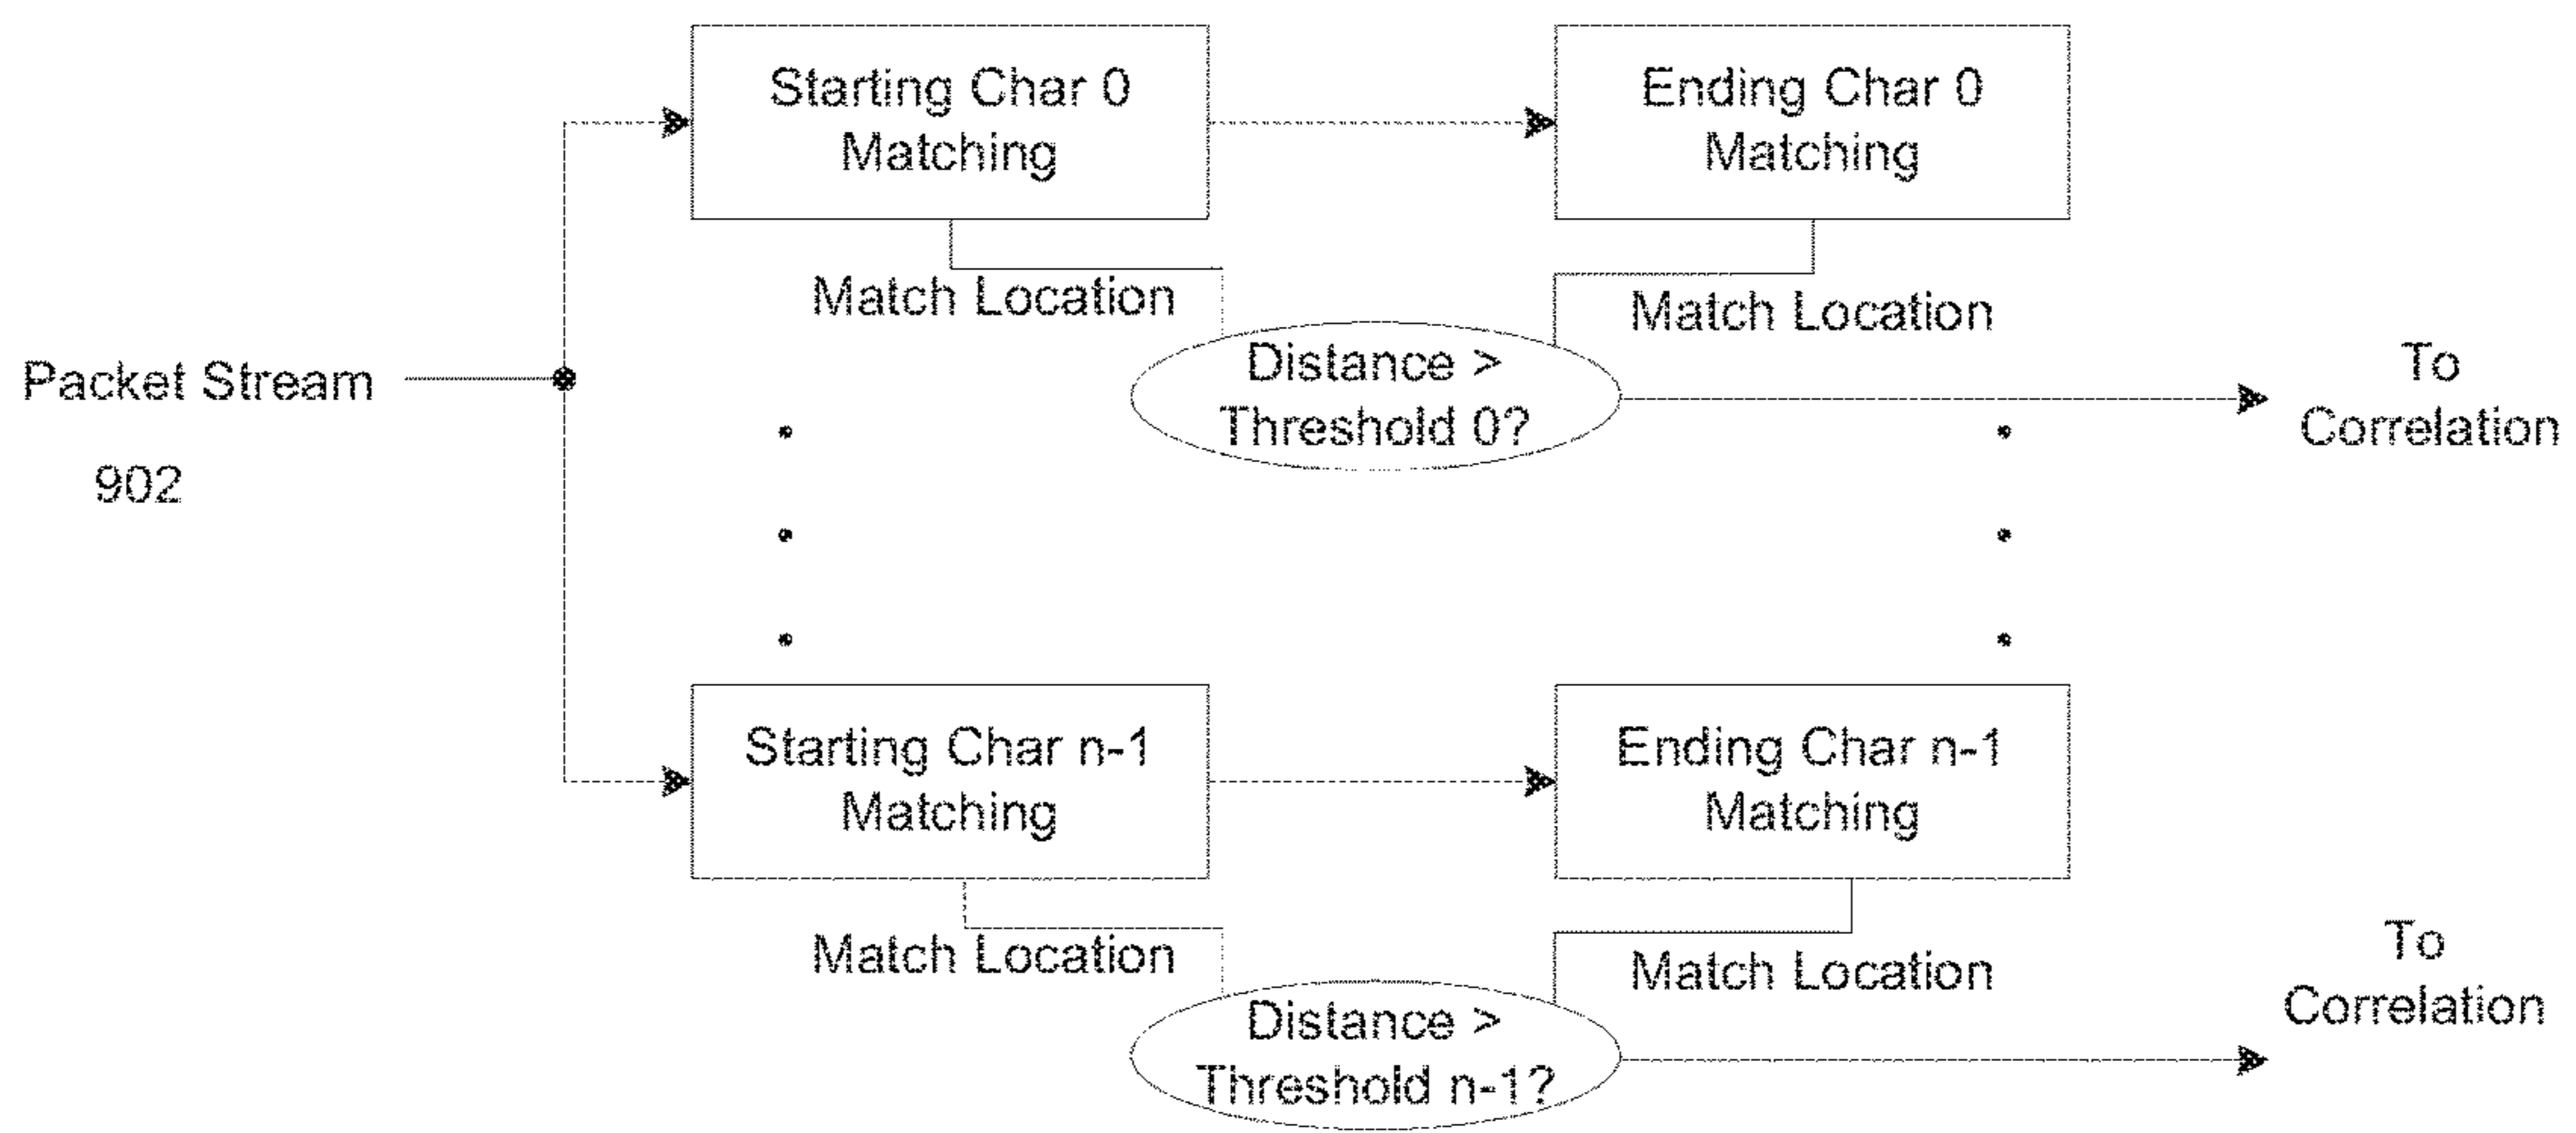 Starting Char 0
Matching
Ending Char 0
Matching
Match Location
Match Location
Packet Stream
902
Distance >
Threshold 0?
To
Correlation
Starting Char n-1
Matching
Ending Char n-1
Matching
Match Location
Match Location
Distance >
Threshold n-1?
To
Correlation